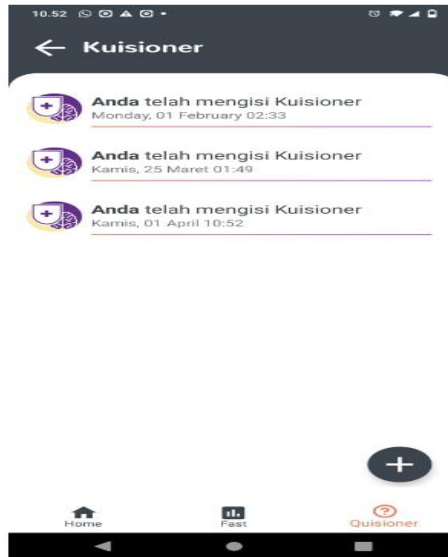 10.52
Kuisioner
Anda telah mengisi Kuisioner
Monday, 01 February 02:33
Anda telah mengisi Kuisioner
Kamis, 25 Maret 01:49
Anda telah mengisi Kuisioner
Kamis, 01 April 10:52
Home
Fast
Quisioner